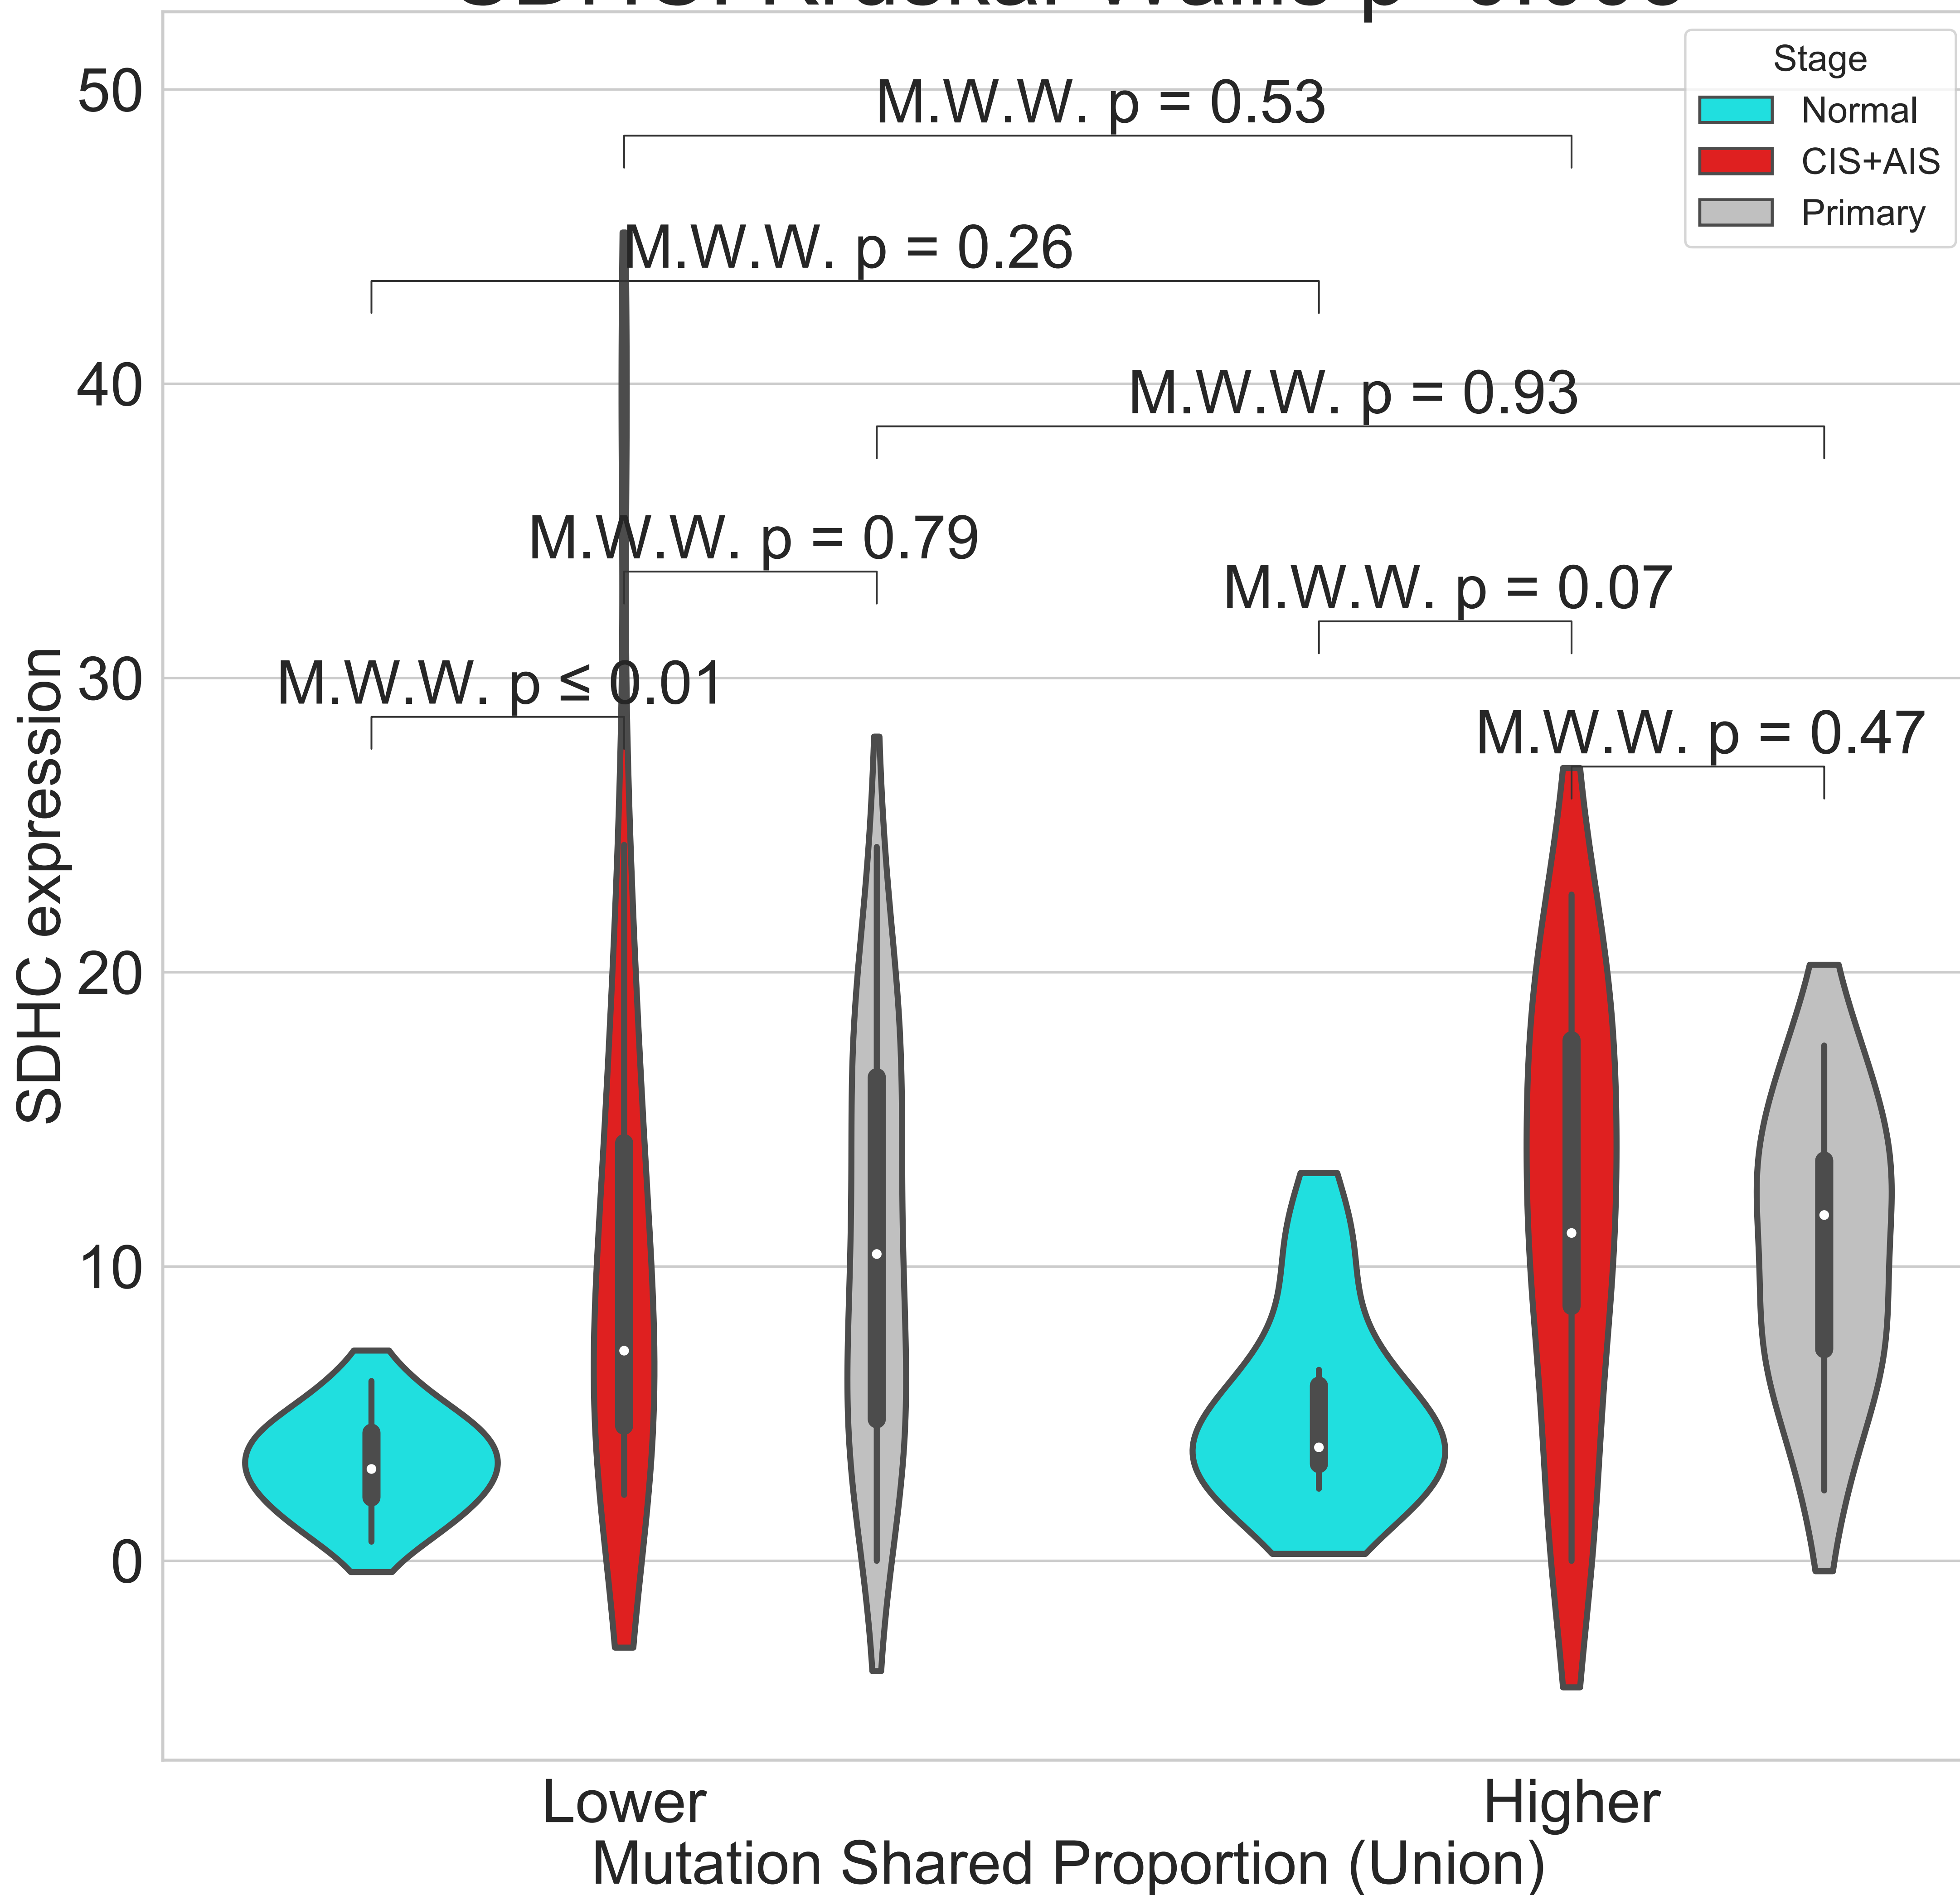 Stage
Normal
CIS+AIS
Primary
50
40
30
20
10
0
SDHC expression
M.W.W. p = 0.53
M.W.W. p = 0.26
M.W.W. p = 0.93
M.W.W. p = 0.79
M.W.W. p = 0.07
M.W.W. p ≤ 0.01
M.W.W. p = 0.47
Lower
Higher
Mutation Shared Proportion (Union)